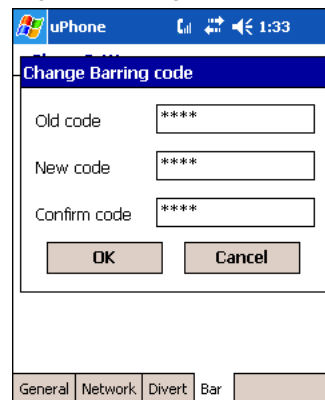 uPhone 1:33
Change Barring code
Old code ****
New code ****
Confirm code ****
OK Cancel
General Network Divert Bar